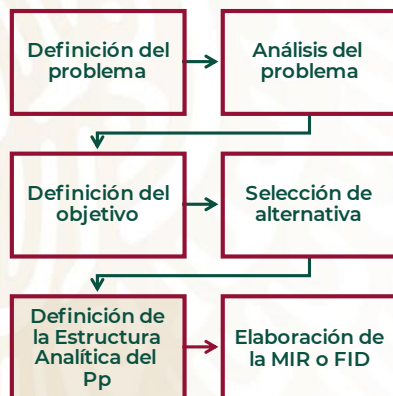 Definición del
problema
Análisis del
problema
Definición del
objetivo
Selección de
alternativa
Definición de
la Estructura
Analítica del
Pp
Elaboración de
la MIR o FID